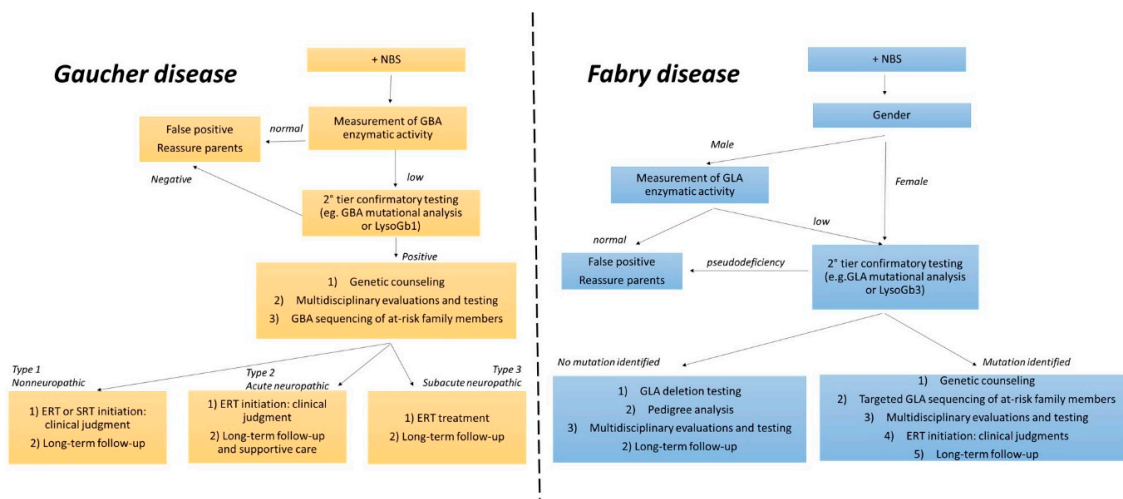 Gaucher disease
+ NBS
Measurement of GBA
enzymatic activity
normal
False positive
Reassure parents
Negative
low
2° tier confirmatory testing
(eg. GBA mutational analysis
or LysoGb1)
Positive
1) Genetic counseling
2) Multidisciplinary evaluations and testing
3) GBA sequencing of at-risk family members
Type 1
Nonneuropathic
Type 2
Acute neuropathic
Type 3
Subacute neuropathic
1) ERT or SRT initiation:
clinical judgment
2) Long-term follow-up
1) ERT initiation: clinical
judgment
2) Long-term follow-up
and supportive care
1) ERT treatment
2) Long-term follow-up
Fabry disease
+ NBS
Gender
Male
Female
Measurement of GLA
enzymatic activity
normal
low
False positive
Reassure parents
pseudodeficiency
2° tier confirmatory testing
(e.g.GLA mutational analysis
or LysoGb3)
No mutation identified
Mutation identified
1) GLA deletion testing
2) Pedigree analysis
3) Multidisciplinary evaluations and testing
2) Long-term follow-up
1) Genetic counseling
2) Targeted GLA sequencing of at-risk family members
3) Multidisciplinary evaluations and testing
4) ERT initiation: clinical judgments
5) Long-term follow-up